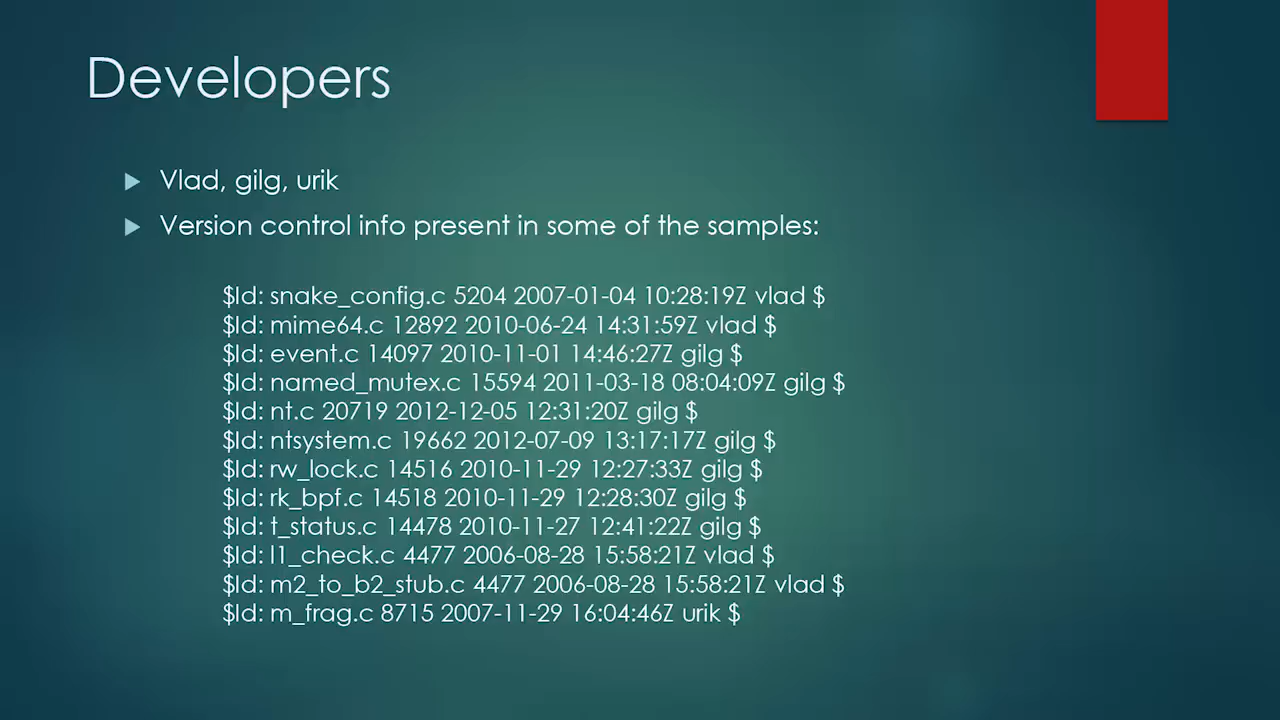 Developers
Vlad, gilg, urik
Version control info present in some of the samples:
$Id: snake_config.c 5204 2007-01-04 10:28:19Z vlad $
$Id: mime64.c 12892 2010-06-24 14:31:59Z vlad $
$Id: event.c 14097 2010-11-01 14:46:27Z gilg $
$Id: named_mutex.c 15594 2011-03-18 08:04:09Z gilg $
$Id: nt.c 20719 2012-12-05 12:31:20Z gilg $
$Id: ntsystem.c 19662 2012-07-09 13:17:17Z gilg $
$Id: rw_lock.c 14516 2010-11-29 12:27:33Z gilg $
$Id: rk_bpf.c 14518 2010-11-29 12:28:30Z gilg $
$Id: t_status.c 14478 2010-11-27 12:41:22Z gilg $
$Id: l1_check.c 4477 2006-08-28 15:58:21Z vlad $
$Id: m2_to_b2_stub.c 4477 2006-08-28 15:58:21Z vlad $
$Id: m_frag.c 8715 2007-11-29 16:04:46Z urik $